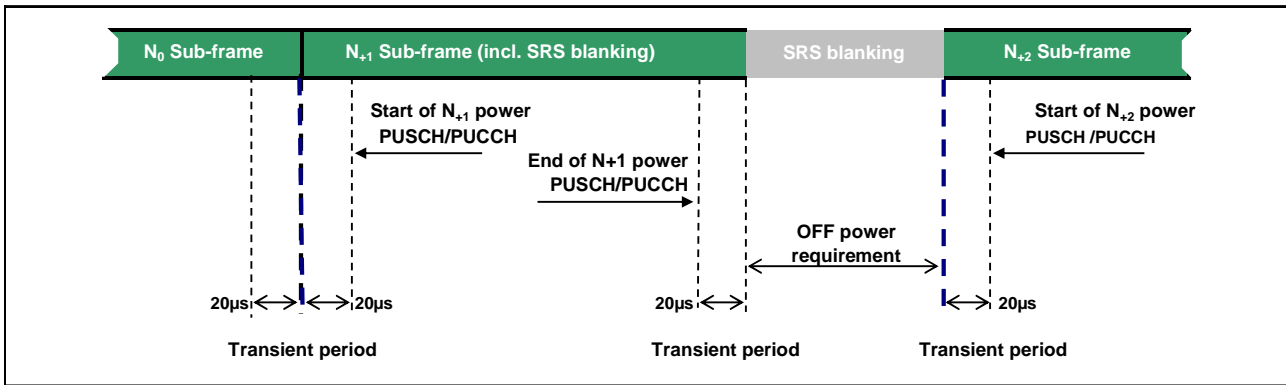 N0 Sub-frame
N+1 Sub-frame (incl. SRS blanking)
SRS blanking
N+2 Sub-frame
Start of N+1 power
PUSCH/PUCCH
End of N+1 power
PUSCH/PUCCH
Start of N+2 power
PUSCH /PUCCH
OFF power
requirement
20µs
20µs
20µs
20µs
Transient period
Transient period
Transient period